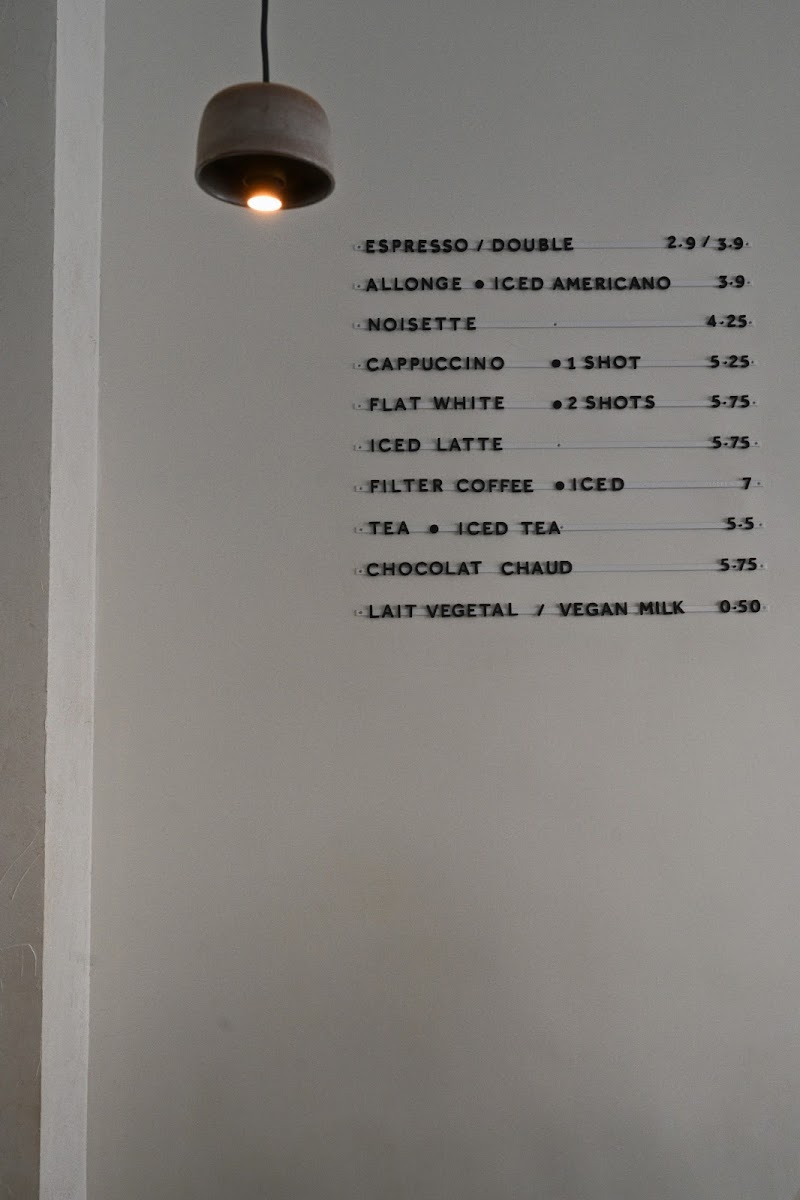 ESPRESSO / DOUBLE 2.9 / 3.9
ALLONGE • ICED AMERICANO 3.9
NOISETTE 4.25
CAPPUCCINO • 1 SHOT 5.25
FLAT WHITE • 2 SHOTS 5.75
ICED LATTE 5.75
FILTER COFFEE • ICED 7
TEA • ICED TEA 5.5
CHOCOLAT CHAUD 5.75
LAIT VEGETAL / VEGAN MILK 0.50